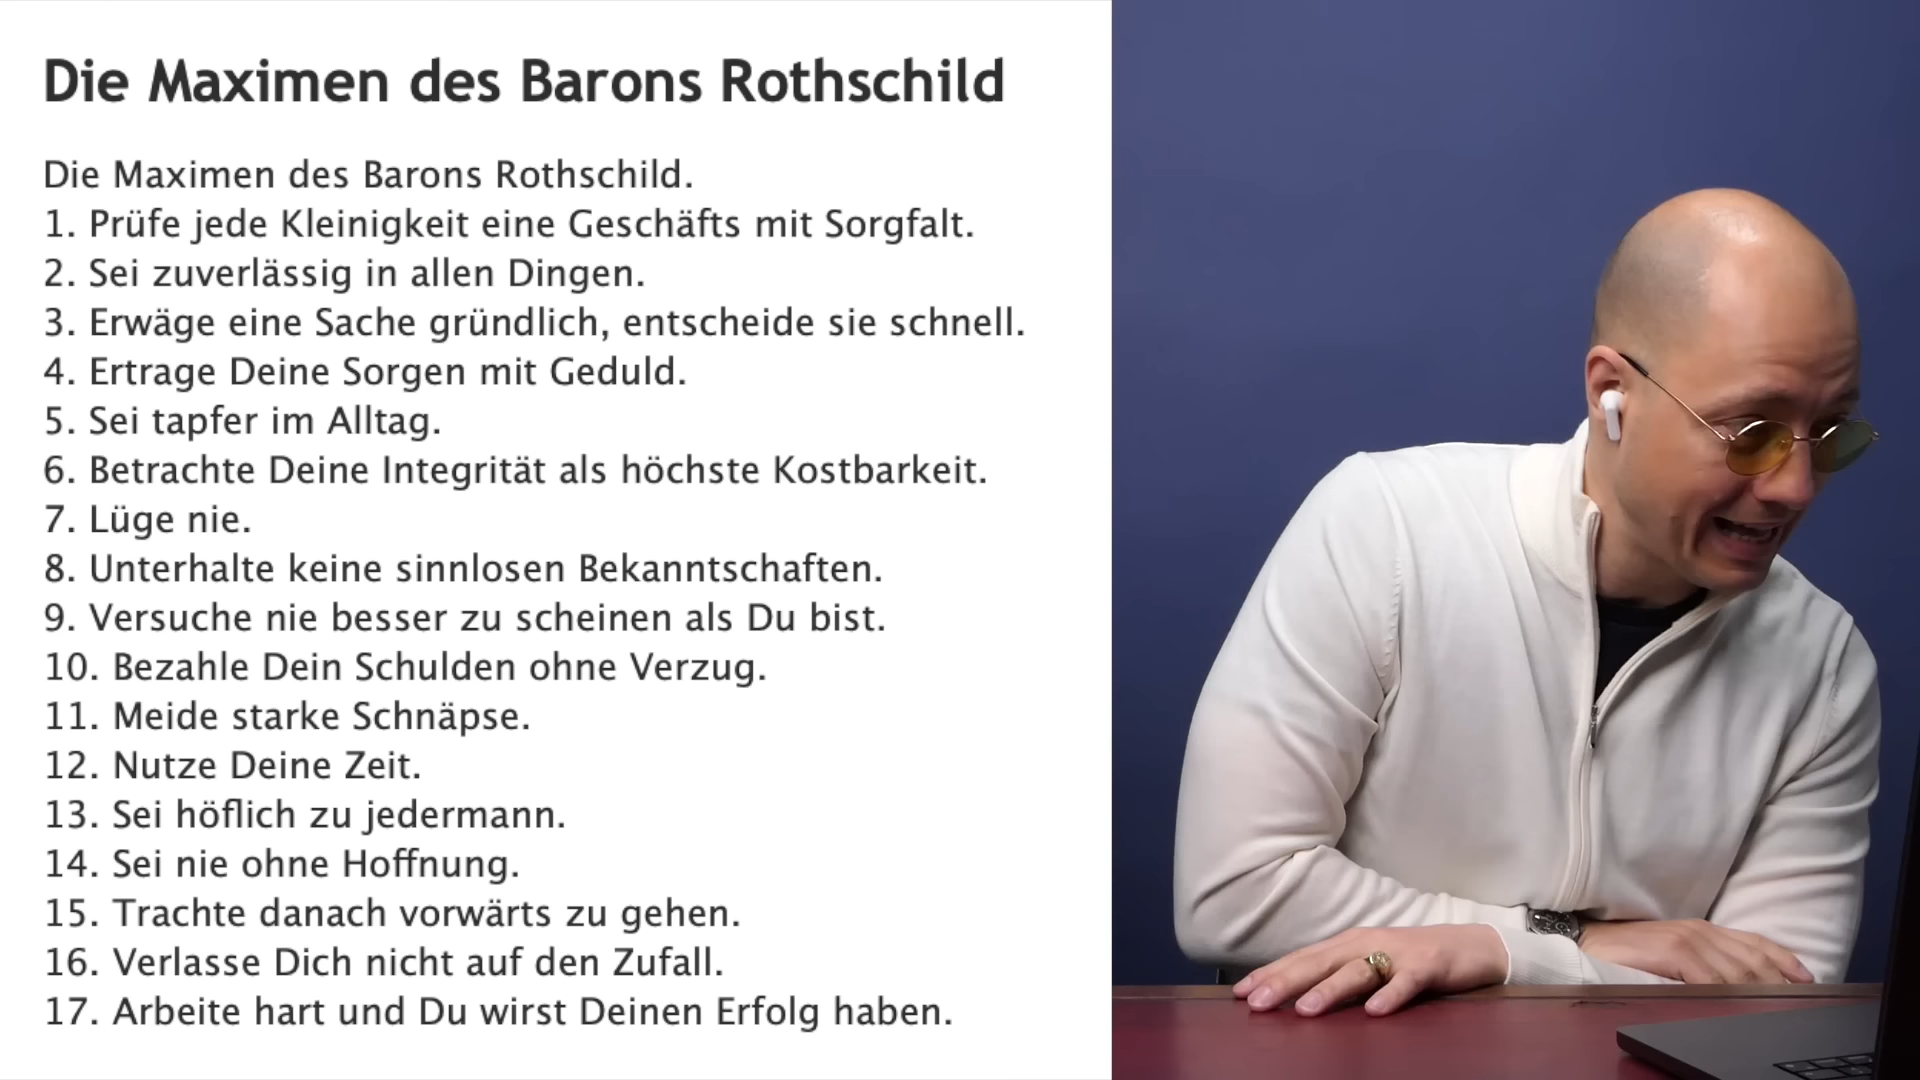 Die Maximen des Barons Rothschild
Die Maximen des Barons Rothschild.
1. Prüfe jede Kleinigkeit eine Geschäfts mit Sorgfalt.
2. Sei zuverlässig in allen Dingen.
3. Erwäge eine Sache gründlich, entscheide sie schnell.
4. Ertrage Deine Sorgen mit Geduld.
5. Sei tapfer im Alltag.
6. Betrachte Deine Integrität als höchste Kostbarkeit.
7. Lüge nie.
8. Unterhalte keine sinnlosen Bekanntschaften.
9. Versuche nie besser zu scheinen als Du bist.
10. Bezahle Dein Schulden ohne Verzug.
11. Meide starke Schnäpse.
12. Nutze Deine Zeit.
13. Sei höflich zu jedermann.
14. Sei nie ohne Hoffnung.
15. Trachte danach vorwärts zu gehen.
16. Verlasse Dich nicht auf den Zufall.
17. Arbeite hart und Du wirst Deinen Erfolg haben.